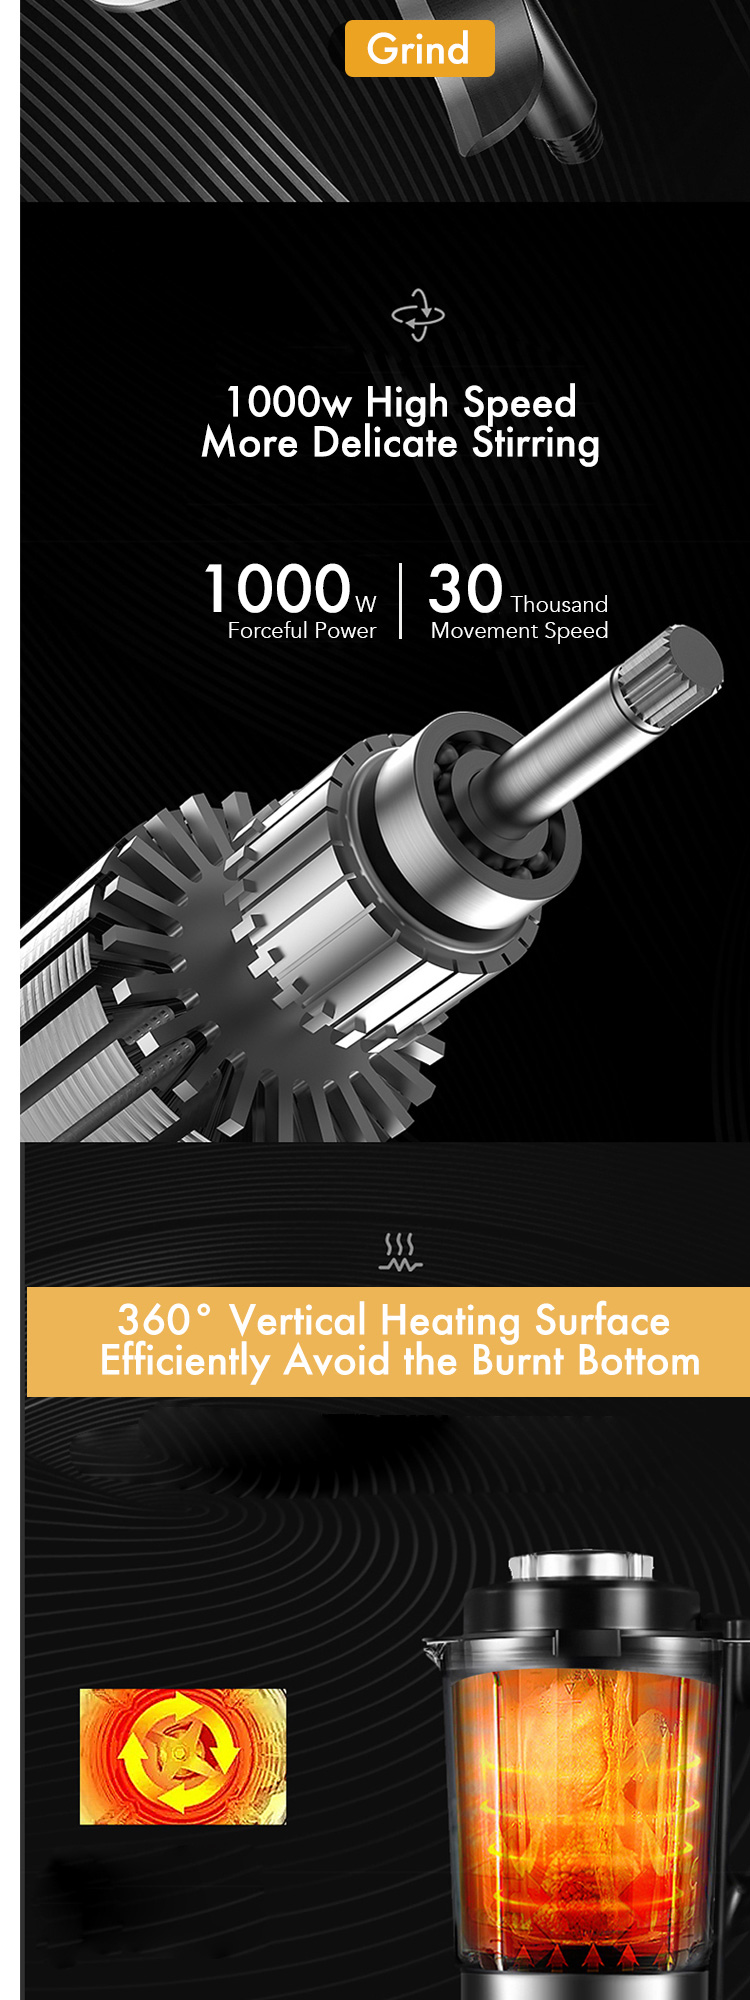 Grind
1000w High Speed
More Delicate Stirring
1000 W
Forceful Power
30 Thousand
Movement Speed
360° Vertical Heating Surface
Efficiently Avoid the Burnt Bottom